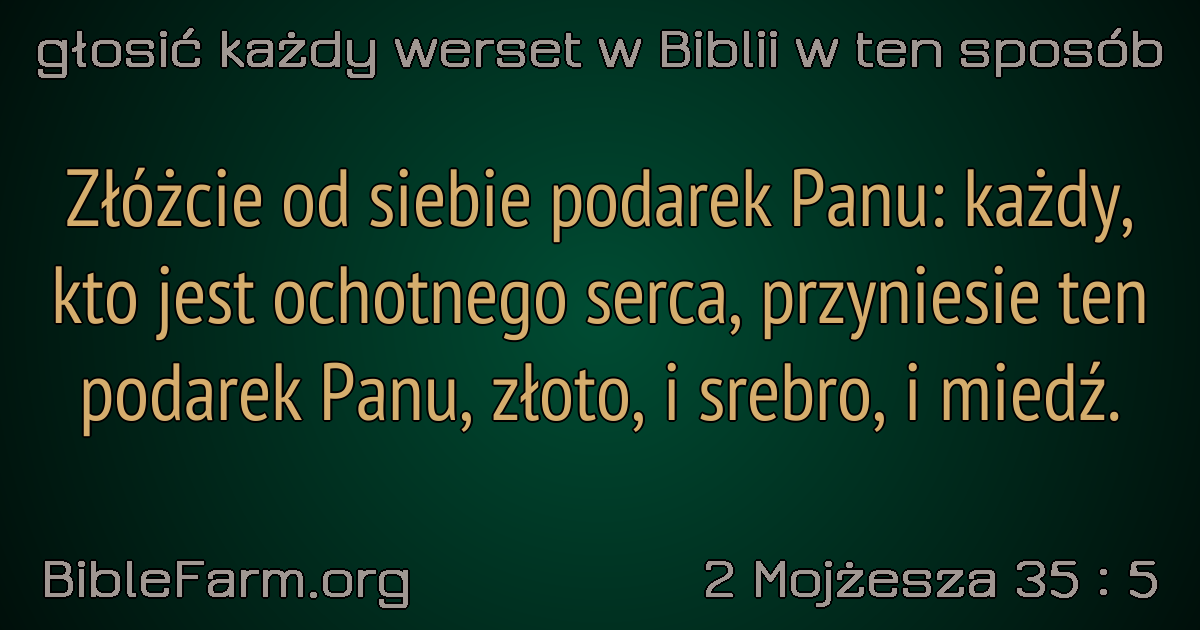 głosić każdy werset w Biblii w ten sposób
Złóżcie od siebie podarek Panu: każdy,
kto jest ochotnego serca, przyniesie ten
podarek Panu, złoto, i srebro, i miedź.
BibleFarm.org
2 Mojżesza 35 : 5